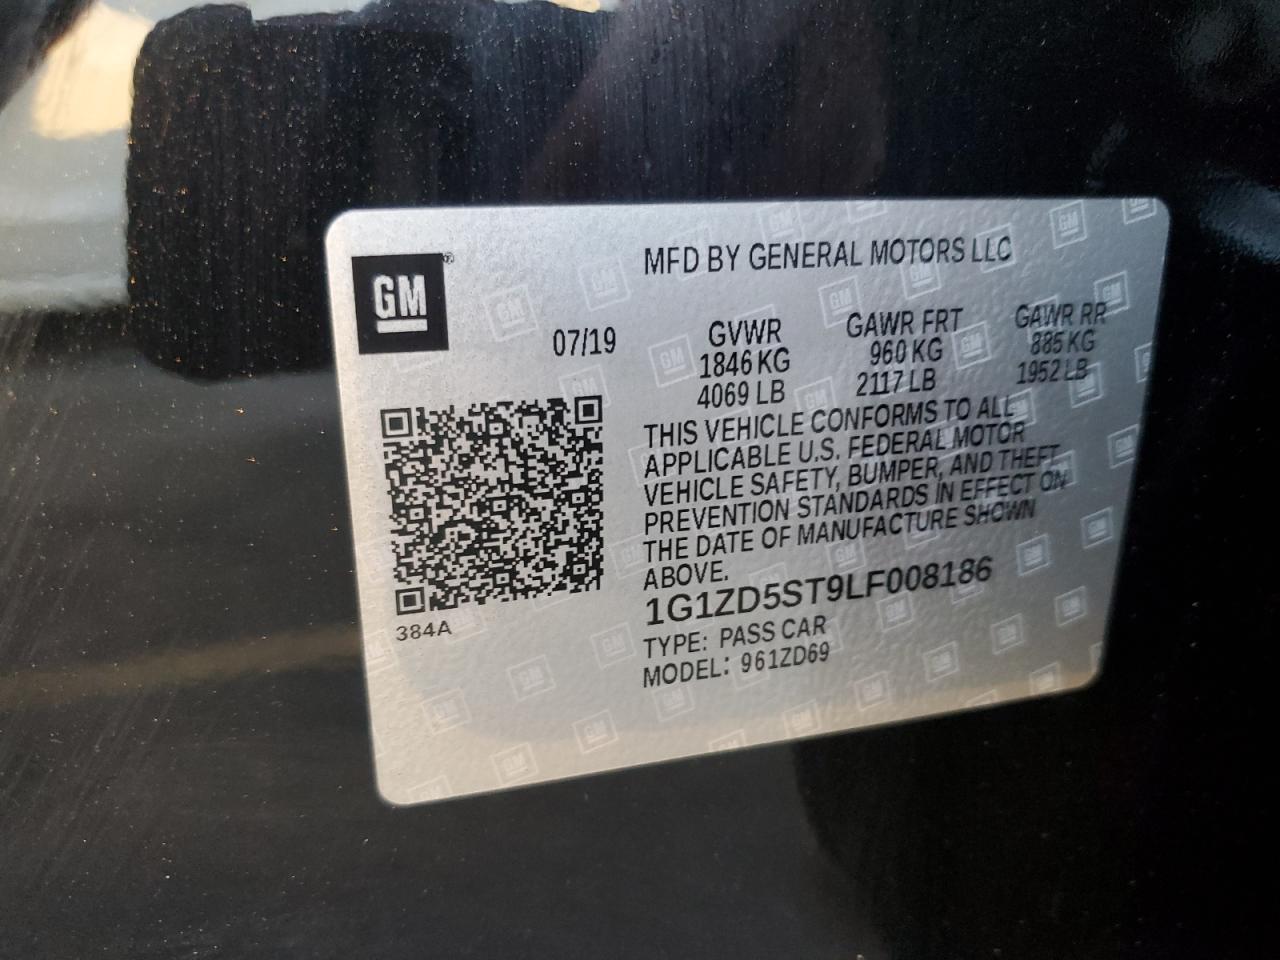 GM®
MFD BY GENERAL MOTORS LLC
07/19
GVWR GAWR FRT GAWR RR
1846 KG 960 KG 885 KG
4069 LB 2117 LB 1952 LB
THIS VEHICLE CONFORMS TO ALL
APPLICABLE U.S. FEDERAL MOTOR
VEHICLE SAFETY, BUMPER, AND THEFT
PREVENTION STANDARDS IN EFFECT ON
THE DATE OF MANUFACTURE SHOWN
ABOVE.
1G1ZD5ST9LF008186
TYPE: PASS CAR
MODEL: 961ZD69
384A